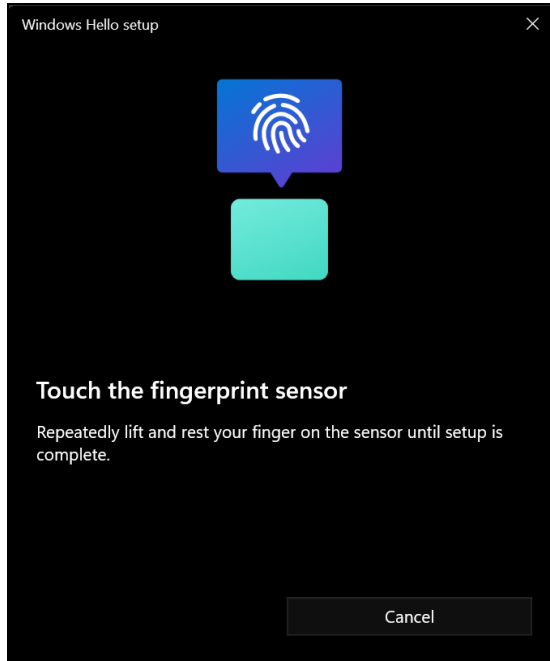 Windows Hello setup
Touch the fingerprint sensor
Repeatedly lift and rest your finger on the sensor until setup is
complete.
Cancel